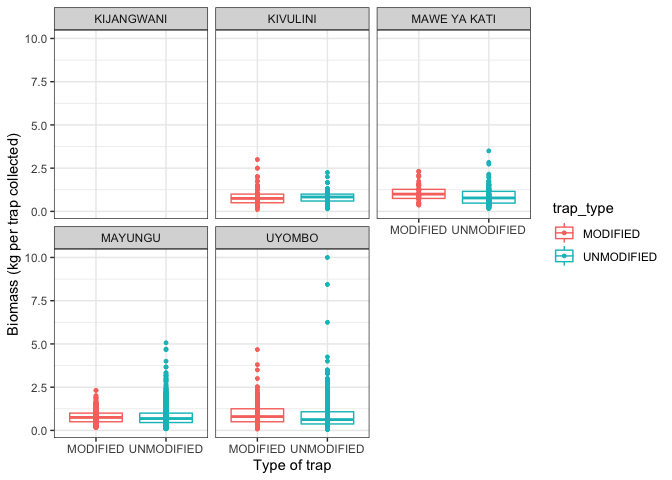 KIJANGWANI KIVULINI MAWE YA KATI
10.0
7.5
5.0
2.5
0.0
MODIFIED UNMODIFIED
MAYUNGU UYOMBO
10.0
7.5
5.0
2.5
0.0
MODIFIED UNMODIFIED MODIFIED UNMODIFIED
Type of trap
Biomass (kg per trap collected)
trap_type
MODIFIED
UNMODIFIED